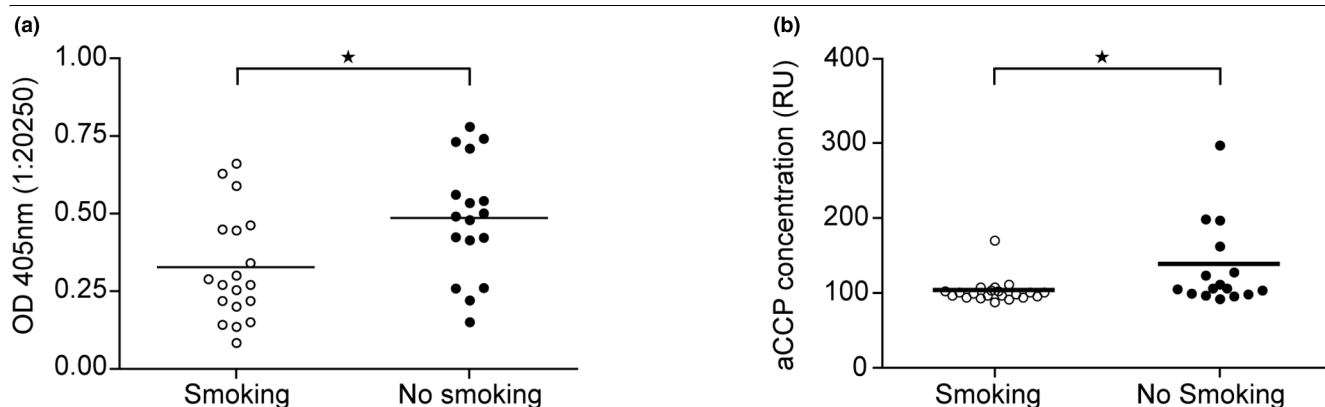 (a)
OD 405nm (1:20250)
1.00
0.75
0.50
0.25
0.00
★
Smoking
No smoking
(b)
aCCP concentration (RU)
400
300
200
100
0
★
Smoking
No Smoking